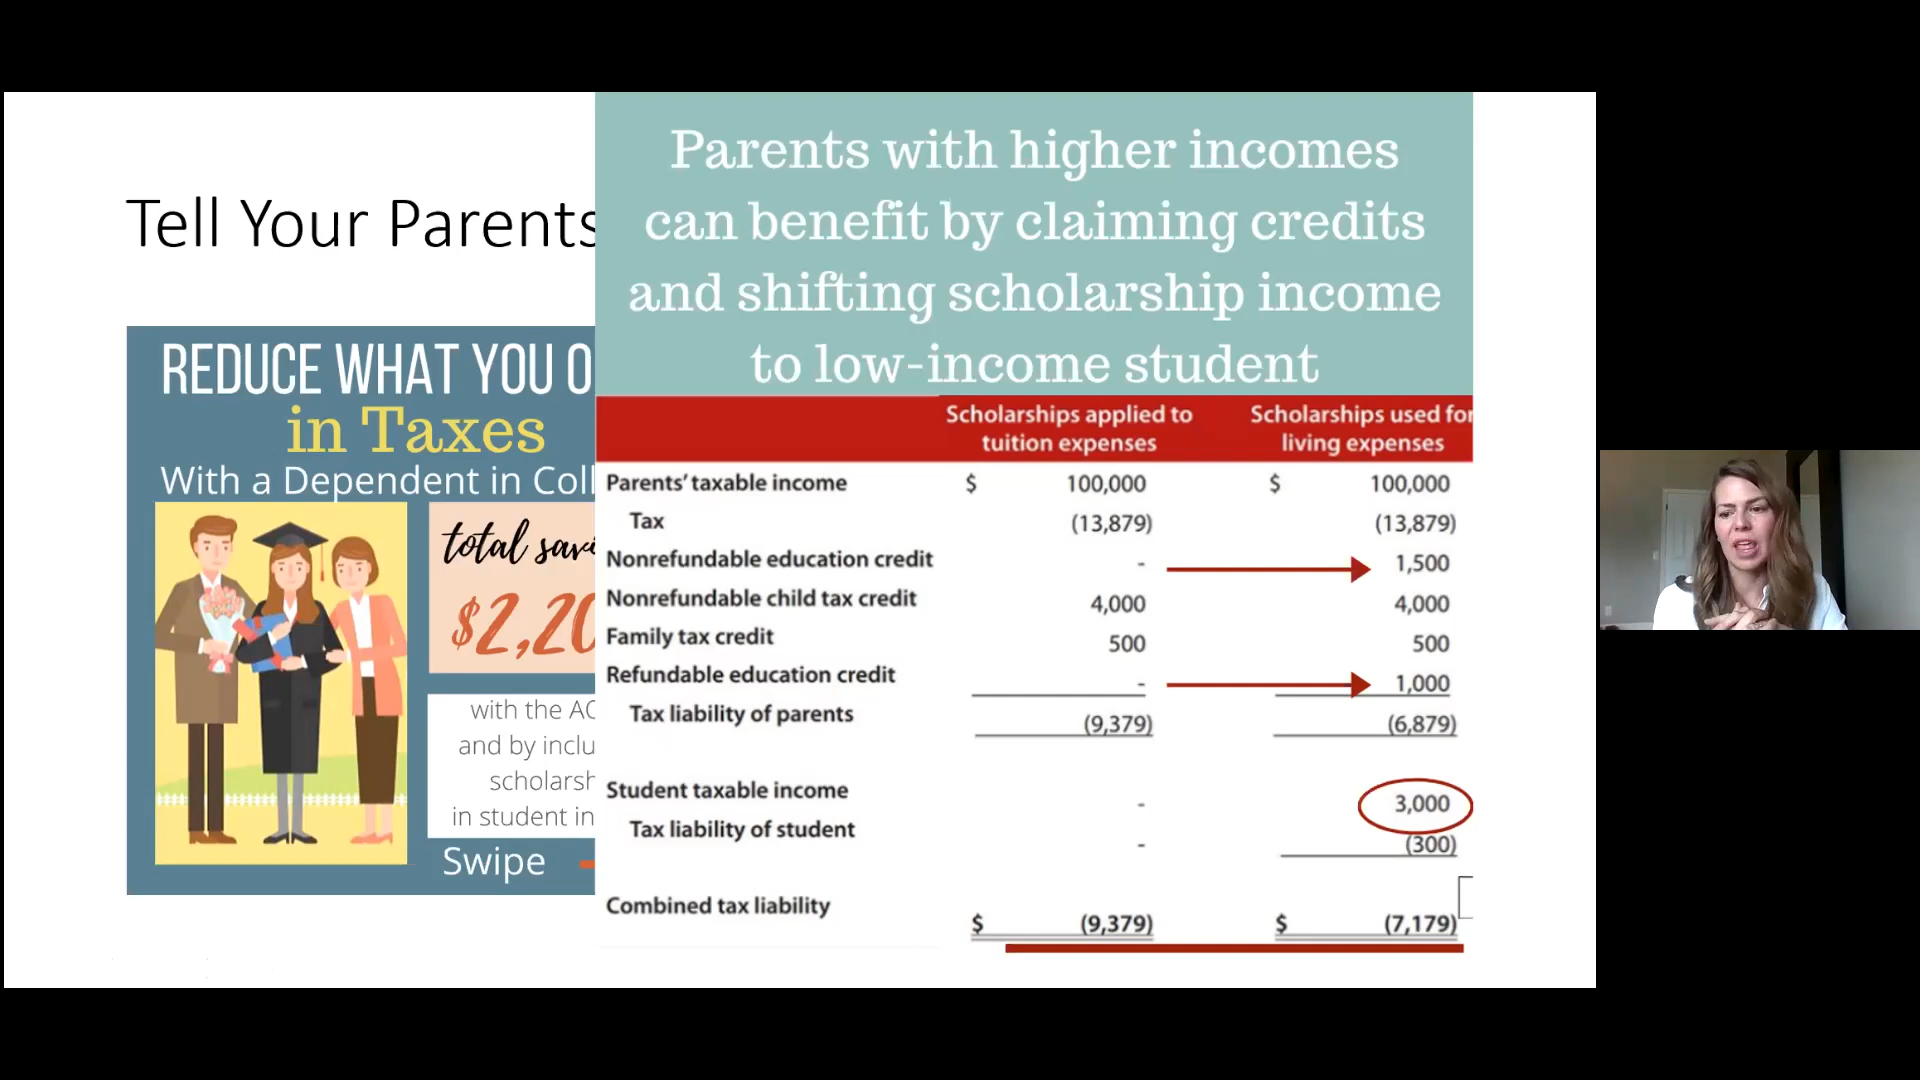 Tell Your Parents
REDUCE WHAT YOU O
in Taxes
With a Dependent in Coll
total savi
$2,20
with the AO
and by inclu
scholarsh
in student in
Swipe
Parents with higher incomes
can benefit by claiming credits
and shifting scholarship income
to low-income student
Scholarships applied to tuition expenses Scholarships used for living expenses
Parents' taxable income $ 100,000 $ 100,000
Tax (13,879) (13,879)
Nonrefundable education credit - 1,500
Nonrefundable child tax credit 4,000 4,000
Family tax credit 500 500
Refundable education credit - 1,000
Tax liability of parents (9,379) (6,879)
Student taxable income - 3,000
Tax liability of student - (300)
Combined tax liability $ (9,379) $ (7,179)